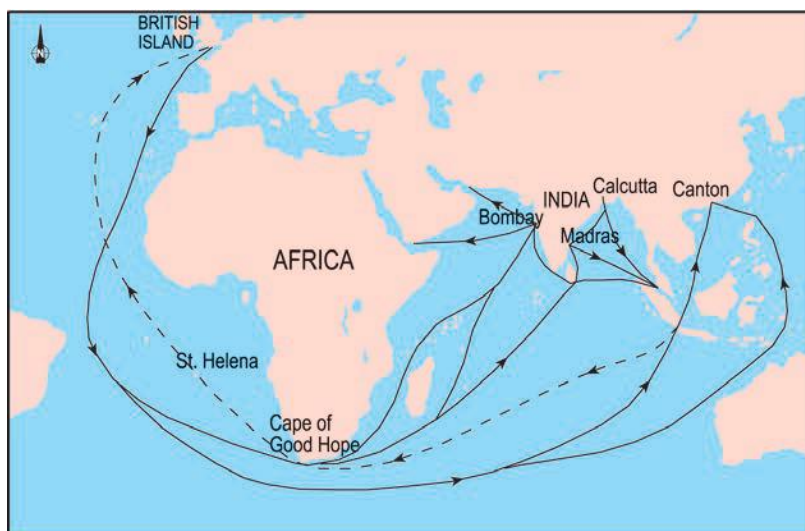 BRITISH
ISLAND
N
INDIA
Calcutta
Canton
Bombay
Madras
AFRICA
St. Helena
Cape of
Good Hope